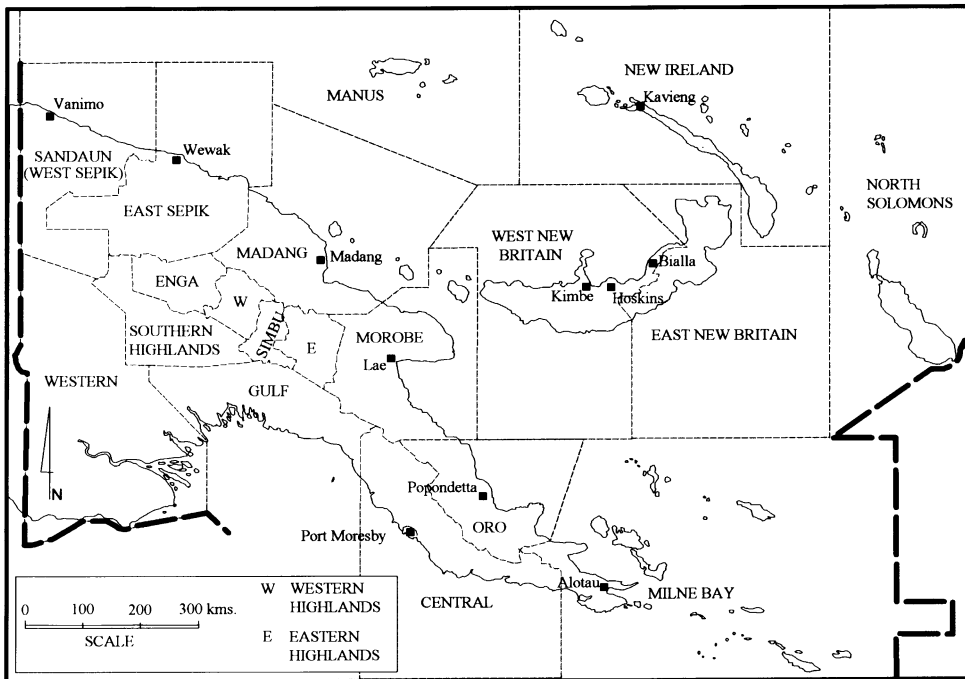 MANUS
NEW IRELAND
Kavieng
Vanimo
Wewak
SANDAUN
(WEST SEPIK)
EAST SEPIK
NORTH
SOLOMONS
MADANG
Madang
WEST NEW
BRITAIN
Bialla
Kimbe
Hoskins
ENGA
W
SIMBU
E
SOUTHERN
HIGHLANDS
MOROBE
Lae
EAST NEW BRITAIN
WESTERN
GULF
N
Popondetta
ORO
Port Moresby
Alotau
MILNE BAY
CENTRAL
W WESTERN
HIGHLANDS
E EASTERN
HIGHLANDS
0 100 200 300 kms.
SCALE